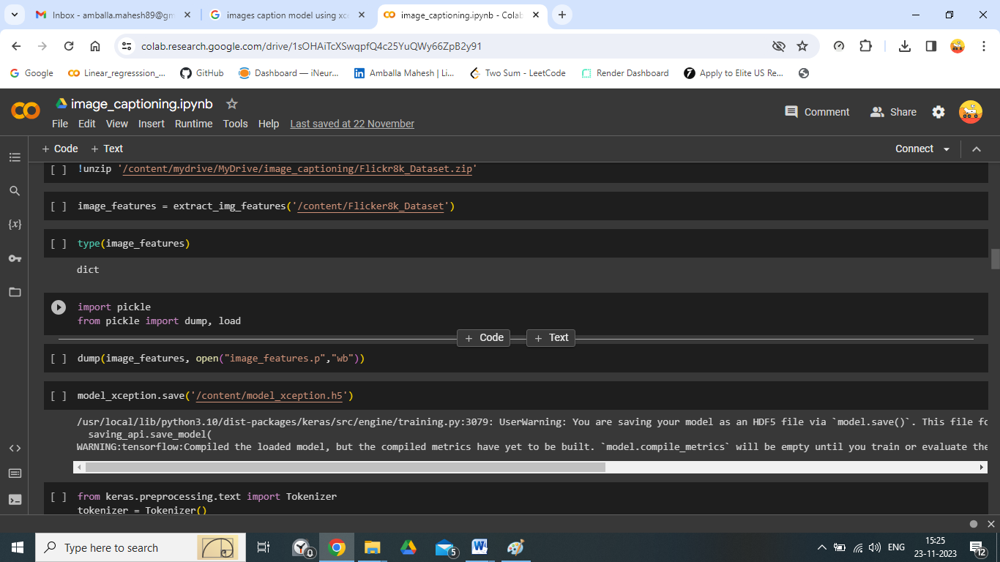 Inbox - amballa.mahesh89@gm
images caption model using xce
image_captioning.ipynb - Colab
colab.research.google.com/drive/1sOHAiTcXSwqpfQ4c25YuQWy66ZpB2y91
Google
Linear_regresssion_...
GitHub
Dashboard — iNeur...
Amballa Mahesh | Li...
Two Sum - LeetCode
Render Dashboard
Apply to Elite US Re...
image_captioning.ipynb
File Edit View Insert Runtime Tools Help Last saved at 22 November
Comment
Share
+ Code + Text
Connect
[ ] !unzip '/content/mydrive/MyDrive/image_captioning/Flickr8k_Dataset.zip'
[ ] image_features = extract_img_features('/content/Flicker8k_Dataset')
[ ] type(image_features)
dict
import pickle
from pickle import dump, load
+ Code + Text
[ ] dump(image_features, open("image_features.p","wb"))
[ ] model_xception.save('/content/model_xception.h5')
/usr/local/lib/python3.10/dist-packages/keras/src/engine/training.py:3079: UserWarning: You are saving your model as an HDF5 file via `model.save()`. This file fo
saving_api.save_model(
WARNING:tensorflow:Compiled the loaded model, but the compiled metrics have yet to be built. `model.compile_metrics` will be empty until you train or evaluate the
[ ] from keras.preprocessing.text import Tokenizer
tokenizer = Tokenizer()
{x}
Type here to search
0
5
ENG
15:25
23-11-2023
12